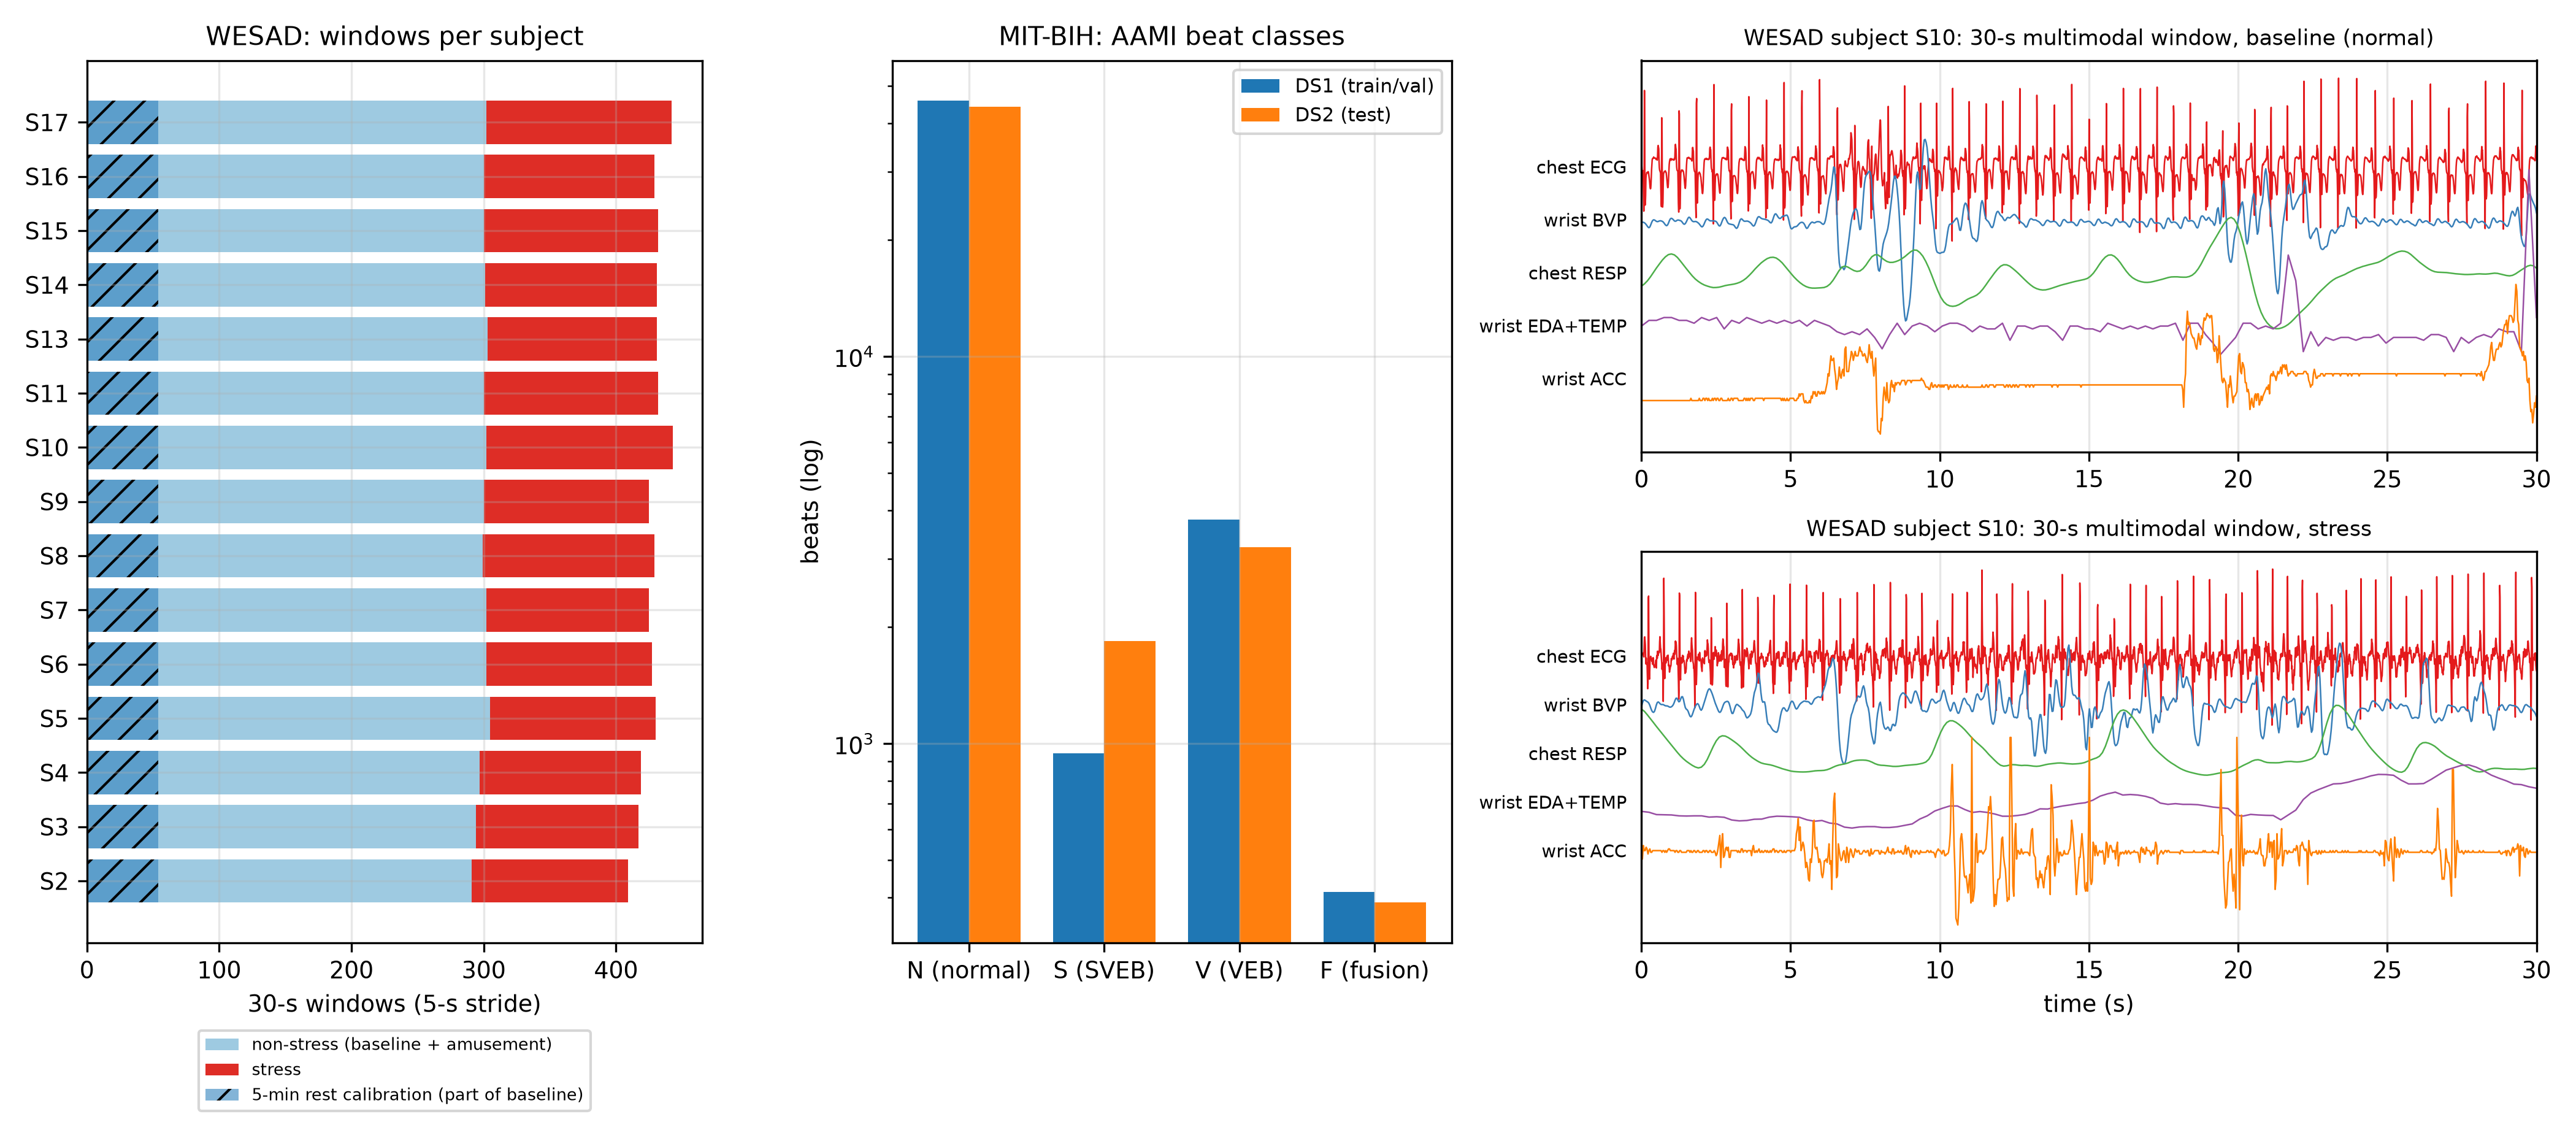 WESAD: windows per subject
S17
S16
S15
S14
S13
S11
S10
S9
S8
S7
S6
S5
S4
S3
S2
0 100 200 300 400
30-s windows (5-s stride)
non-stress (baseline + amusement)
stress
5-min rest calibration (part of baseline)
MIT-BIH: AAMI beat classes
DS1 (train/val)
DS2 (test)
beats (log)
10⁴
10³
N (normal) S (SVEB) V (VEB) F (fusion)
WESAD subject S10: 30-s multimodal window, baseline (normal)
chest ECG
wrist BVP
chest RESP
wrist EDA+TEMP
wrist ACC
0 5 10 15 20 25 30
WESAD subject S10: 30-s multimodal window, stress
chest ECG
wrist BVP
chest RESP
wrist EDA+TEMP
wrist ACC
0 5 10 15 20 25 30
time (s)